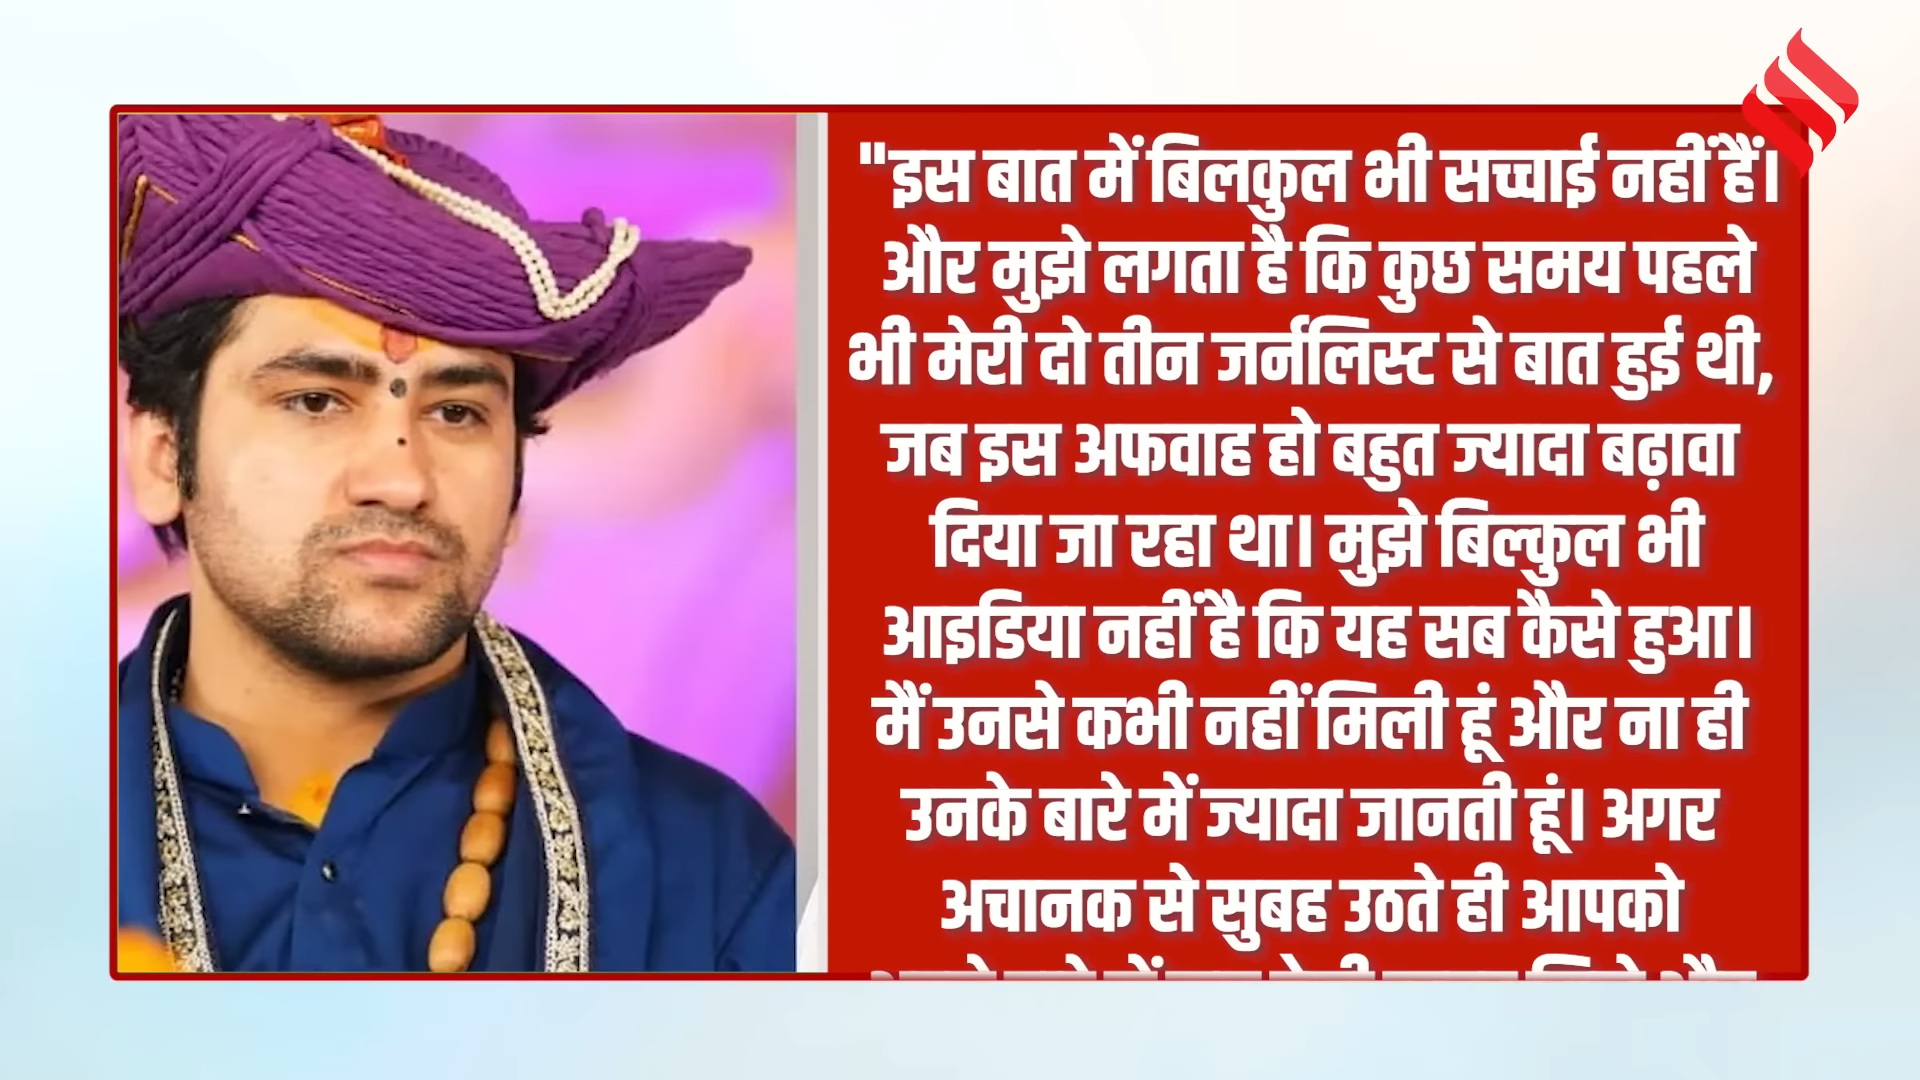 "इस बात में बिलकुल भी सच्चाई नहीं हैं।
और मुझे लगता है कि कुछ समय पहले
भी मेरी दो तीन जर्नलिस्ट से बात हुई थी,
जब इस अफवाह हो बहुत ज्यादा बढ़ावा
दिया जा रहा था। मुझे बिल्कुल भी
आइडिया नहीं है कि यह सब कैसे हुआ।
मैं उनसे कभी नहीं मिली हूं और ना ही
उनके बारे में ज्यादा जानती हूं। अगर
अचानक से सुबह उठते ही आपको